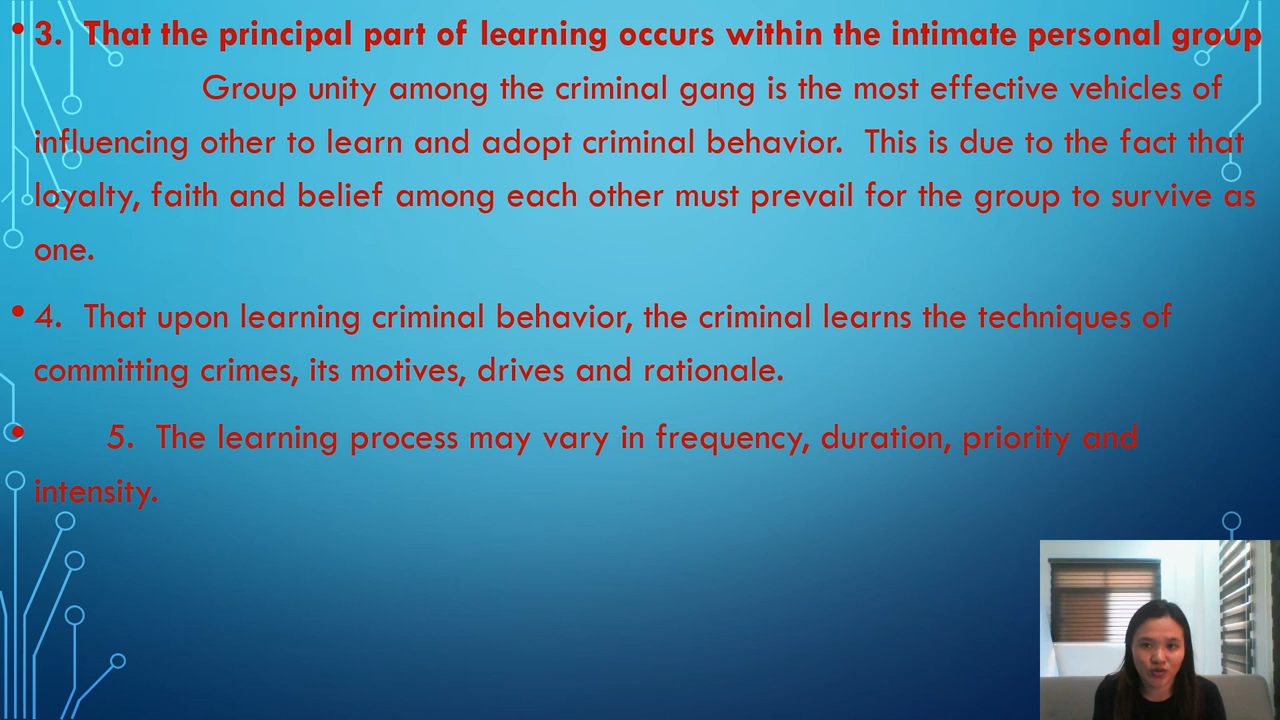 • 3. That the principal part of learning occurs within the intimate personal group
Group unity among the criminal gang is the most effective vehicles of
influencing other to learn and adopt criminal behavior. This is due to the fact that
loyalty, faith and belief among each other must prevail for the group to survive as
one.
• 4. That upon learning criminal behavior, the criminal learns the techniques of
committing crimes, its motives, drives and rationale.
• 5. The learning process may vary in frequency, duration, priority and
intensity.